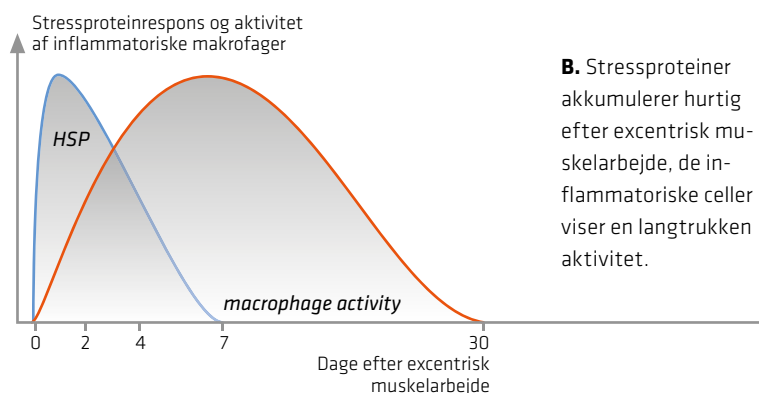 Stressproteinrespons og aktivitet
af inflammatoriske makrofager
HSP
macrophage activity
0 2 4 7 30
Dage efter excentrisk
muskelarbejde
B. Stressproteiner
akkumulerer hurtig
efter excentrisk mu-
skelarbejde, de in-
flammatoriske celler
viser en langtrukken
aktivitet.